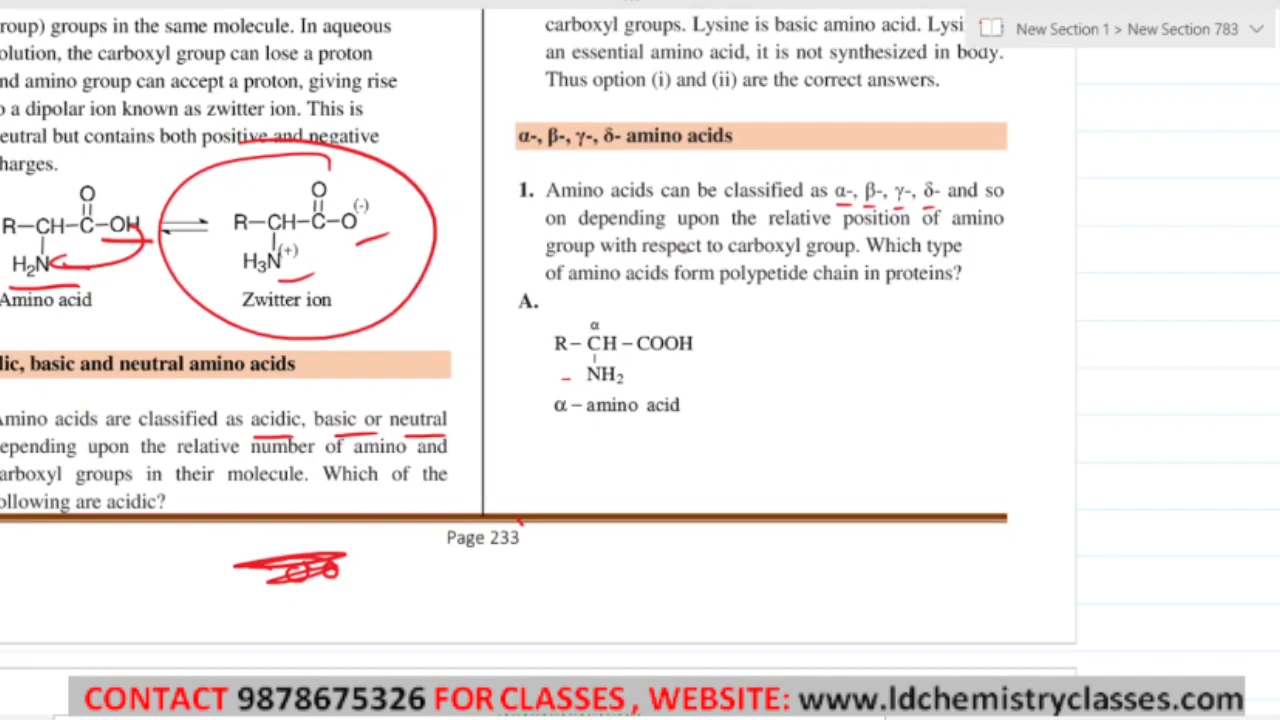 roup) groups in the same molecule. In aqueous
olution, the carboxyl group can lose a proton
nd amino group can accept a proton, giving rise
o a dipolar ion known as zwitter ion. This is
eutral but contains both positive and negative
harges.
O
R–CH–C–OH
H₂N
Amino acid
O
R–CH–C–O(-)
H₃N(+)
Zwitter ion
dic, basic and neutral amino acids
Amino acids are classified as acidic, basic or neutral
epending upon the relative number of amino and
arboxyl groups in their molecule. Which of the
ollowing are acidic?
carboxyl groups. Lysine is basic amino acid. Lysi
an essential amino acid, it is not synthesized in body.
Thus option (i) and (ii) are the correct answers.
α-, β-, γ-, δ- amino acids
1. Amino acids can be classified as α-, β-, γ-, δ- and so
on depending upon the relative position of amino
group with respect to carboxyl group. Which type
of amino acids form polypetide chain in proteins?
A.
α
R– CH – COOH
NH₂
α – amino acid
Page 233
New Section 1 > New Section 783
CONTACT 9878675326 FOR CLASSES , WEBSITE: www.ldchemistryclasses.com